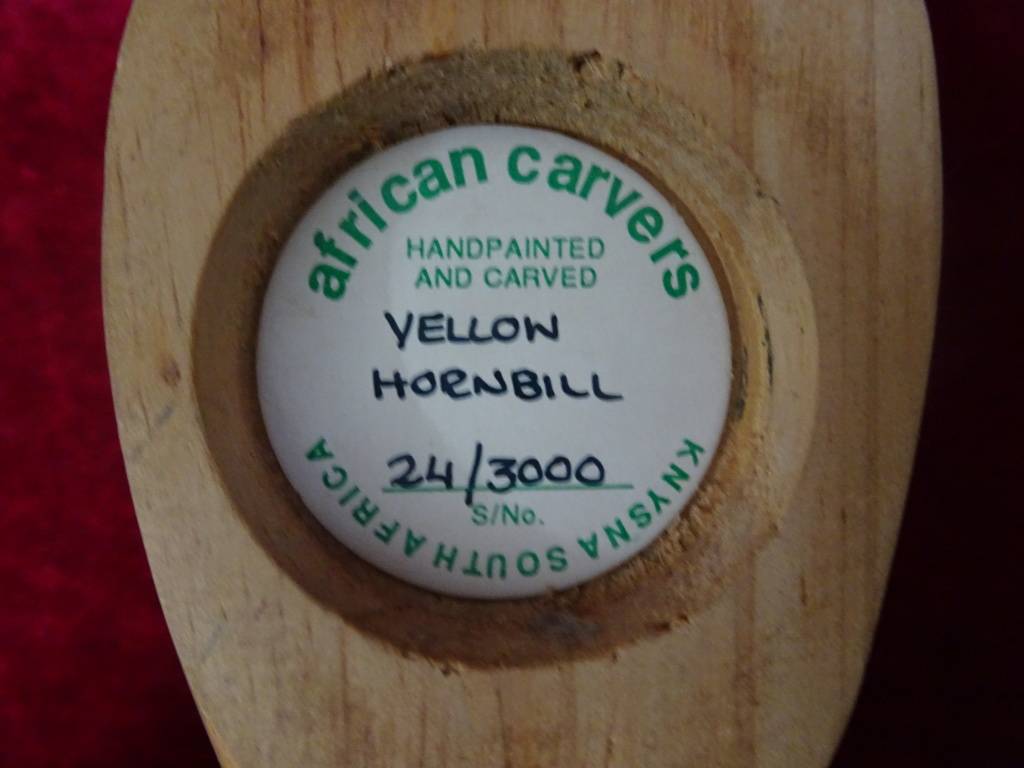 african carvers
HANDPAINTED
AND CARVED
YELLOW
HORNBILL
24/3000
S/No.
KNYSNA SOUTH AFRICA